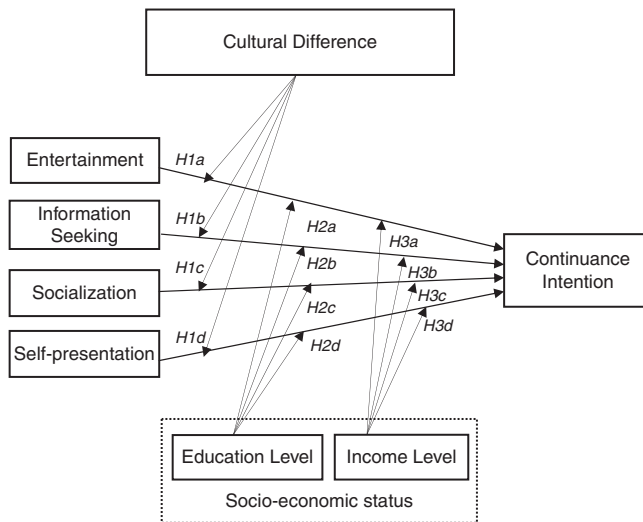 Cultural Difference
Entertainment
H1a
Information
Seeking
H1b
H2a
H3a
Continuance
Intention
Socialization
H1c
H2b
H3b
H2c
H3c
Self-presentation
H1d
H2d
H3d
Education Level
Income Level
Socio-economic status